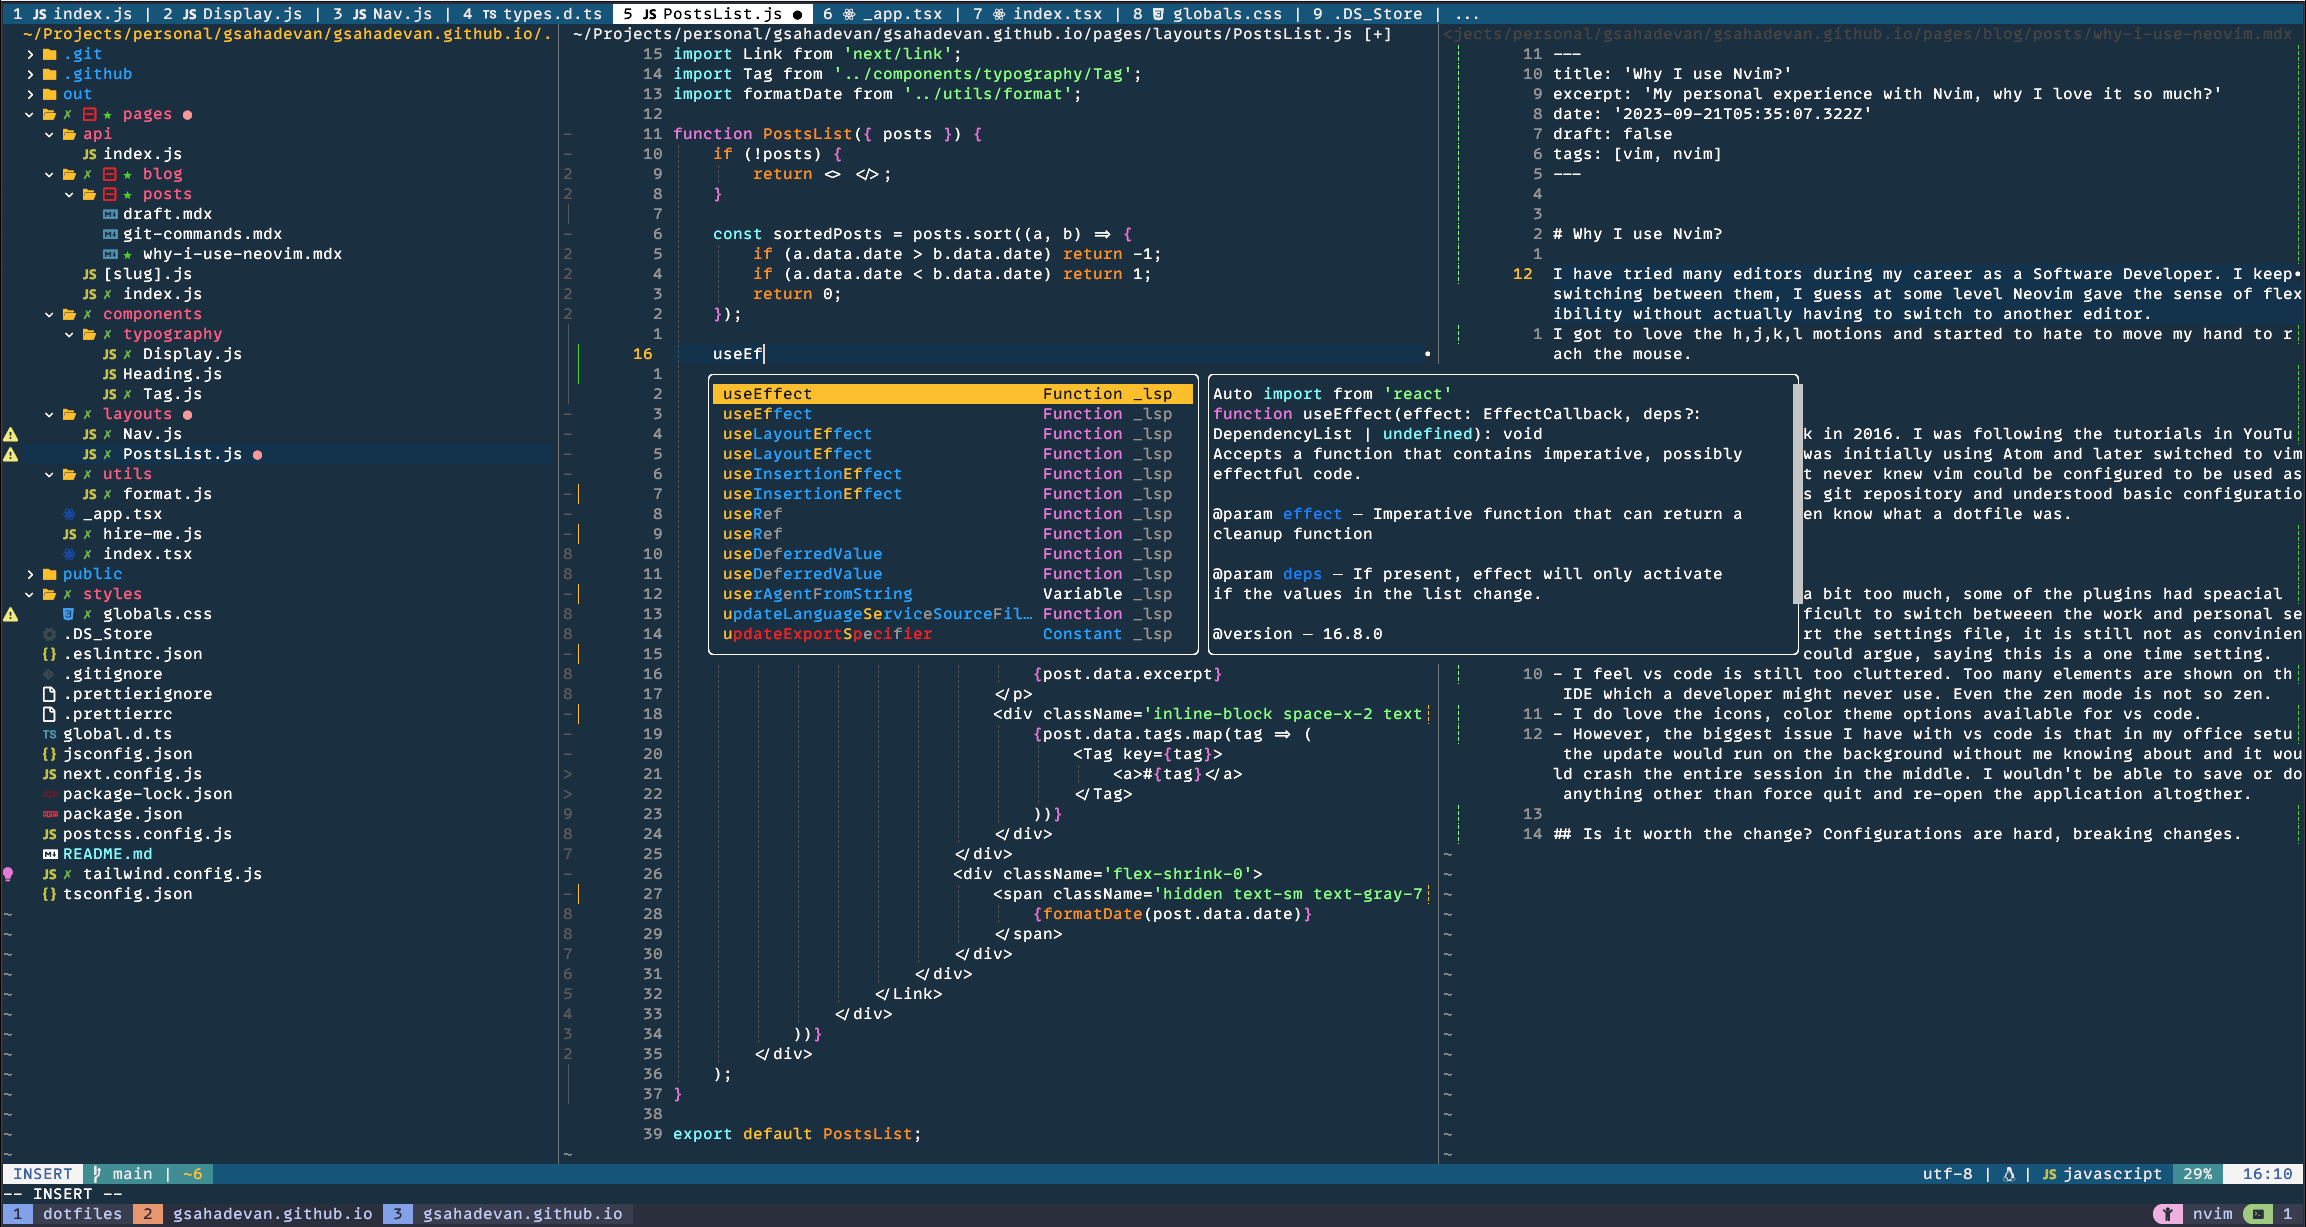 1 JS index.js | 2 JS Display.js | 3 JS Nav.js | 4 TS types.d.ts 5 JS PostsList.js ● 6 _app.tsx | 7 index.tsx | 8 globals.css | 9 .DS_Store | ...
~/Projects/personal/gsahadevan/gsahadevan.github.io/.
.git
.github
out
✗ ★ pages ●
api
JS index.js
✗ ★ blog
★ posts
draft.mdx
git-commands.mdx
★ why-i-use-neovim.mdx
JS [slug].js
JS ✗ index.js
✗ components
✗ typography
JS ✗ Display.js
JS Heading.js
JS ✗ Tag.js
✗ layouts ●
JS ✗ Nav.js
JS ✗ PostsList.js ●
✗ utils
JS ✗ format.js
_app.tsx
JS ✗ hire-me.js
✗ index.tsx
public
✗ styles
✗ globals.css
.DS_Store
{} .eslintrc.json
.gitignore
.prettierignore
.prettierrc
TS global.d.ts
{} jsconfig.json
JS next.config.js
package-lock.json
package.json
JS postcss.config.js
README.md
JS ✗ tailwind.config.js
{} tsconfig.json
~/Projects/personal/gsahadevan/gsahadevan.github.io/pages/layouts/PostsList.js [+]
15 import Link from 'next/link';
14 import Tag from '../components/typography/Tag';
13 import formatDate from '../utils/format';
12
11 function PostsList({ posts }) {
10 if (!posts) {
9 return <> </>;
8 }
7
6 const sortedPosts = posts.sort((a, b) => {
5 if (a.data.date > b.data.date) return -1;
4 if (a.data.date < b.data.date) return 1;
3 return 0;
2 });
1
16 useEf
1
2
3
4
5
6
7
8
9
10
11
12
13
14
15
useEffect Function _lsp
useEffect Function _lsp
useLayoutEffect Function _lsp
useLayoutEffect Function _lsp
useInsertionEffect Function _lsp
useInsertionEffect Function _lsp
useRef Function _lsp
useRef Function _lsp
useDeferredValue Function _lsp
useDeferredValue Function _lsp
userAgentFromString Variable _lsp
updateLanguageServiceSourceFil… Function _lsp
updateExportSpecifier Constant _lsp
Auto import from 'react'
function useEffect(effect: EffectCallback, deps?:
DependencyList | undefined): void
Accepts a function that contains imperative, possibly
effectful code.
@param effect — Imperative function that can return a
cleanup function
@param deps — If present, effect will only activate
if the values in the list change.
@version — 16.8.0
16 {post.data.excerpt}
17 </p>
18 <div className='inline-block space-x-2 text
19 {post.data.tags.map(tag => (
20 <Tag key={tag}>
21 <a>#{tag}</a>
22 </Tag>
23 ))}
24 </div>
25 </div>
26 <div className='flex-shrink-0'>
27 <span className='hidden text-sm text-gray-7
28 {formatDate(post.data.date)}
29 </span>
30 </div>
31 </div>
32 </Link>
33 </div>
34 ))}
35 </div>
36 );
37 }
38
39 export default PostsList;
<jects/personal/gsahadevan/gsahadevan.github.io/pages/blog/posts/why-i-use-neovim.mdx
11 ---
10 title: 'Why I use Nvim?'
9 excerpt: 'My personal experience with Nvim, why I love it so much?'
8 date: '2023-09-21T05:35:07.322Z'
7 draft: false
6 tags: [vim, nvim]
5 ---
4
3
2 # Why I use Nvim?
1
12 I have tried many editors during my career as a Software Developer. I keep
switching between them, I guess at some level Neovim gave the sense of flex
ibility without actually having to switch to another editor.
1 I got to love the h,j,k,l motions and started to hate to move my hand to r
ach the mouse.
k in 2016. I was following the tutorials in YouTu
was initially using Atom and later switched to vim
t never knew vim could be configured to be used as
s git repository and understood basic configuratio
en know what a dotfile was.
a bit too much, some of the plugins had speacial
ficult to switch betweeen the work and personal se
rt the settings file, it is still not as convinien
could argue, saying this is a one time setting.
10 - I feel vs code is still too cluttered. Too many elements are shown on th
IDE which a developer might never use. Even the zen mode is not so zen.
11 - I do love the icons, color theme options available for vs code.
12 - However, the biggest issue I have with vs code is that in my office setu
the update would run on the background without me knowing about and it wou
ld crash the entire session in the middle. I wouldn't be able to save or do
anything other than force quit and re-open the application altogther.
13
14 ## Is it worth the change? Configurations are hard, breaking changes.
INSERT main | ~6 utf-8 | | JS javascript 29% 16:10
-- INSERT --
1 dotfiles 2 gsahadevan.github.io 3 gsahadevan.github.io nvim 1